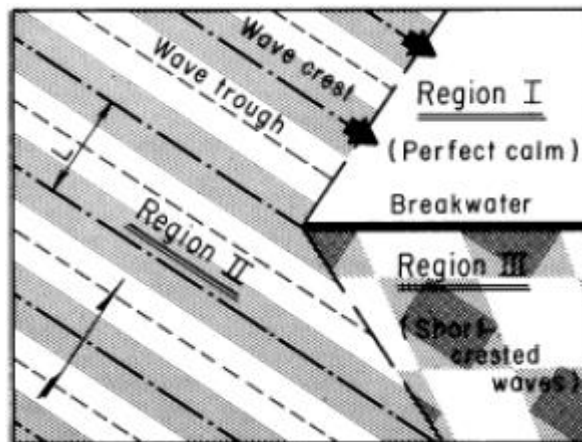 Wave crest
Wave trough
Region I
(Perfect calm)
Breakwater
L
Region II
Region III
(Short-
crested
waves)